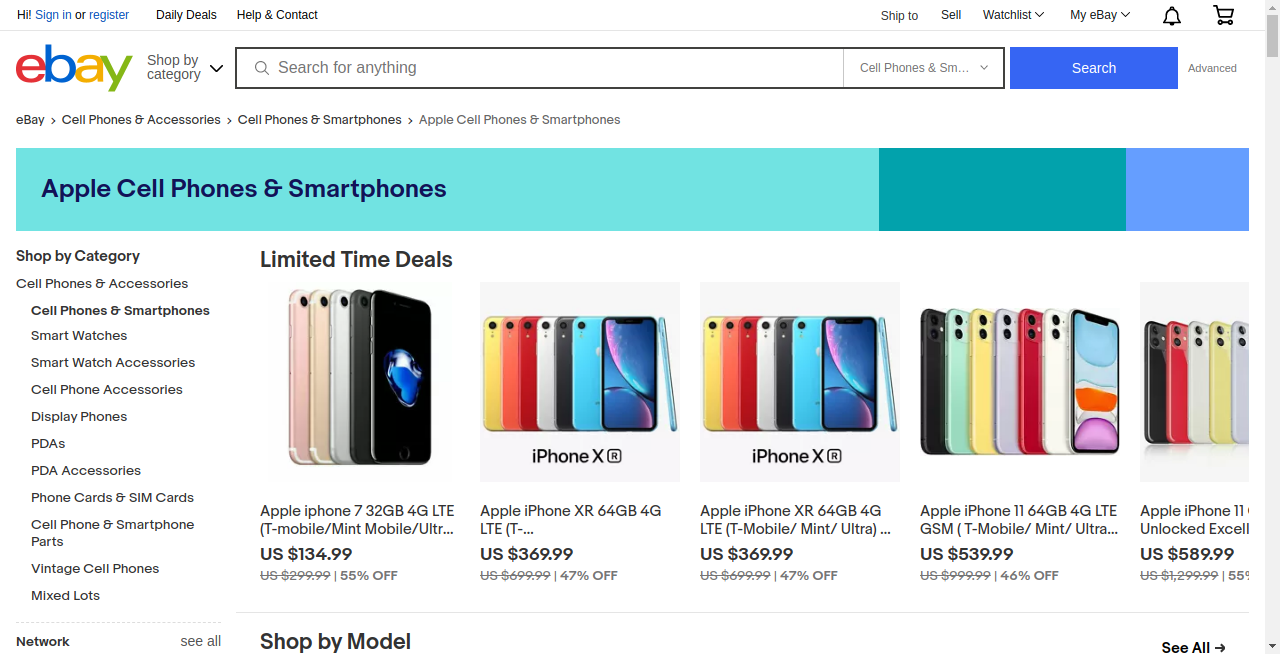 Hi! Sign in or register
Daily Deals
Help & Contact
Ship to
Sell
Watchlist
My eBay
ebay
Shop by
category
Search for anything
Cell Phones & Sm...
Search
Advanced
eBay > Cell Phones & Accessories > Cell Phones & Smartphones > Apple Cell Phones & Smartphones
Apple Cell Phones & Smartphones
Shop by Category
Cell Phones & Accessories
Cell Phones & Smartphones
Smart Watches
Smart Watch Accessories
Cell Phone Accessories
Display Phones
PDAs
PDA Accessories
Phone Cards & SIM Cards
Cell Phone & Smartphone
Parts
Vintage Cell Phones
Mixed Lots
Network
see all
Limited Time Deals
Apple iphone 7 32GB 4G LTE
(T-mobile/Mint Mobile/Ultr...
US $134.99
US $299.99 | 55% OFF
iPhone XR
Apple iPhone XR 64GB 4G
LTE (T-...
US $369.99
US $699.99 | 47% OFF
iPhone XR
Apple iPhone XR 64GB 4G
LTE (T-Mobile/ Mint/ Ultra) ...
US $369.99
US $699.99 | 47% OFF
Apple iPhone 11 64GB 4G LTE
GSM ( T-Mobile/ Mint/ Ultra...
US $539.99
US $999.99 | 46% OFF
Apple iPhone 11
Unlocked Excell
US $589.99
US $1,299.99 | 55%
Shop by Model
See All →